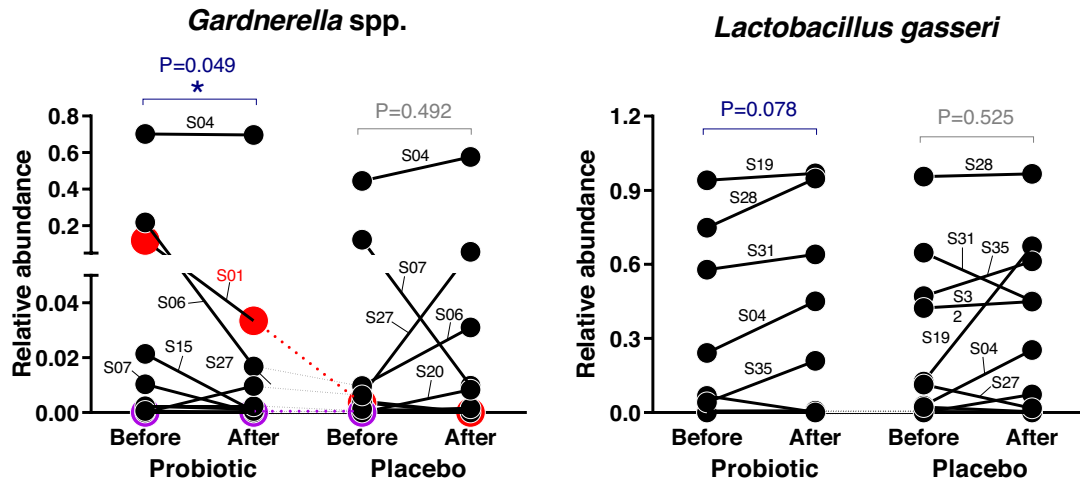 Gardnerella spp.
P=0.049
*
P=0.492
Relative abundance
0.8
0.6
0.4
0.2
0.04
0.02
0.00
S04
S01
S06
S15
S07
S27
S04
S07
S27
S06
S20
Before After Before After
Probiotic Placebo
Lactobacillus gasseri
P=0.078
P=0.525
Relative abundance
1.2
0.9
0.6
0.3
0.0
S19
S28
S31
S04
S35
S28
S31
S35
S3
2
S19
S04
S27
Before After Before After
Probiotic Placebo